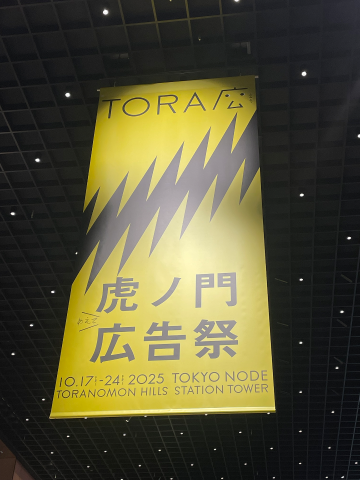 TORA広
虎ノ門
広告祭
10.17-24 2025 TOKYO NODE
TORANOMON HILLS STATION TOWER